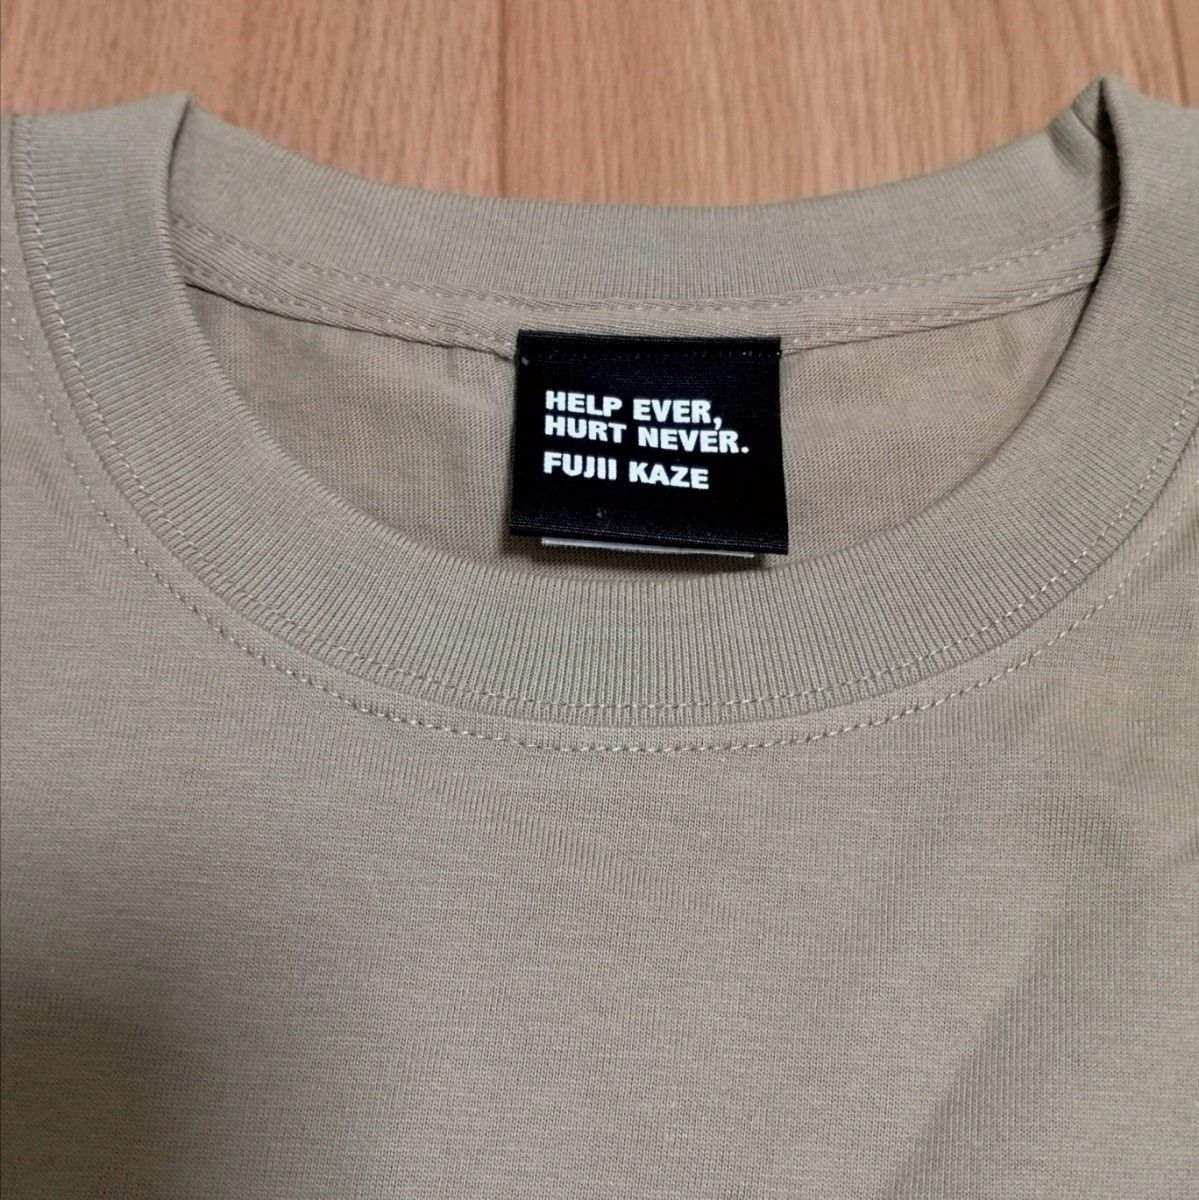 HELP EVER,
HURT NEVER.
FUJII KAZE